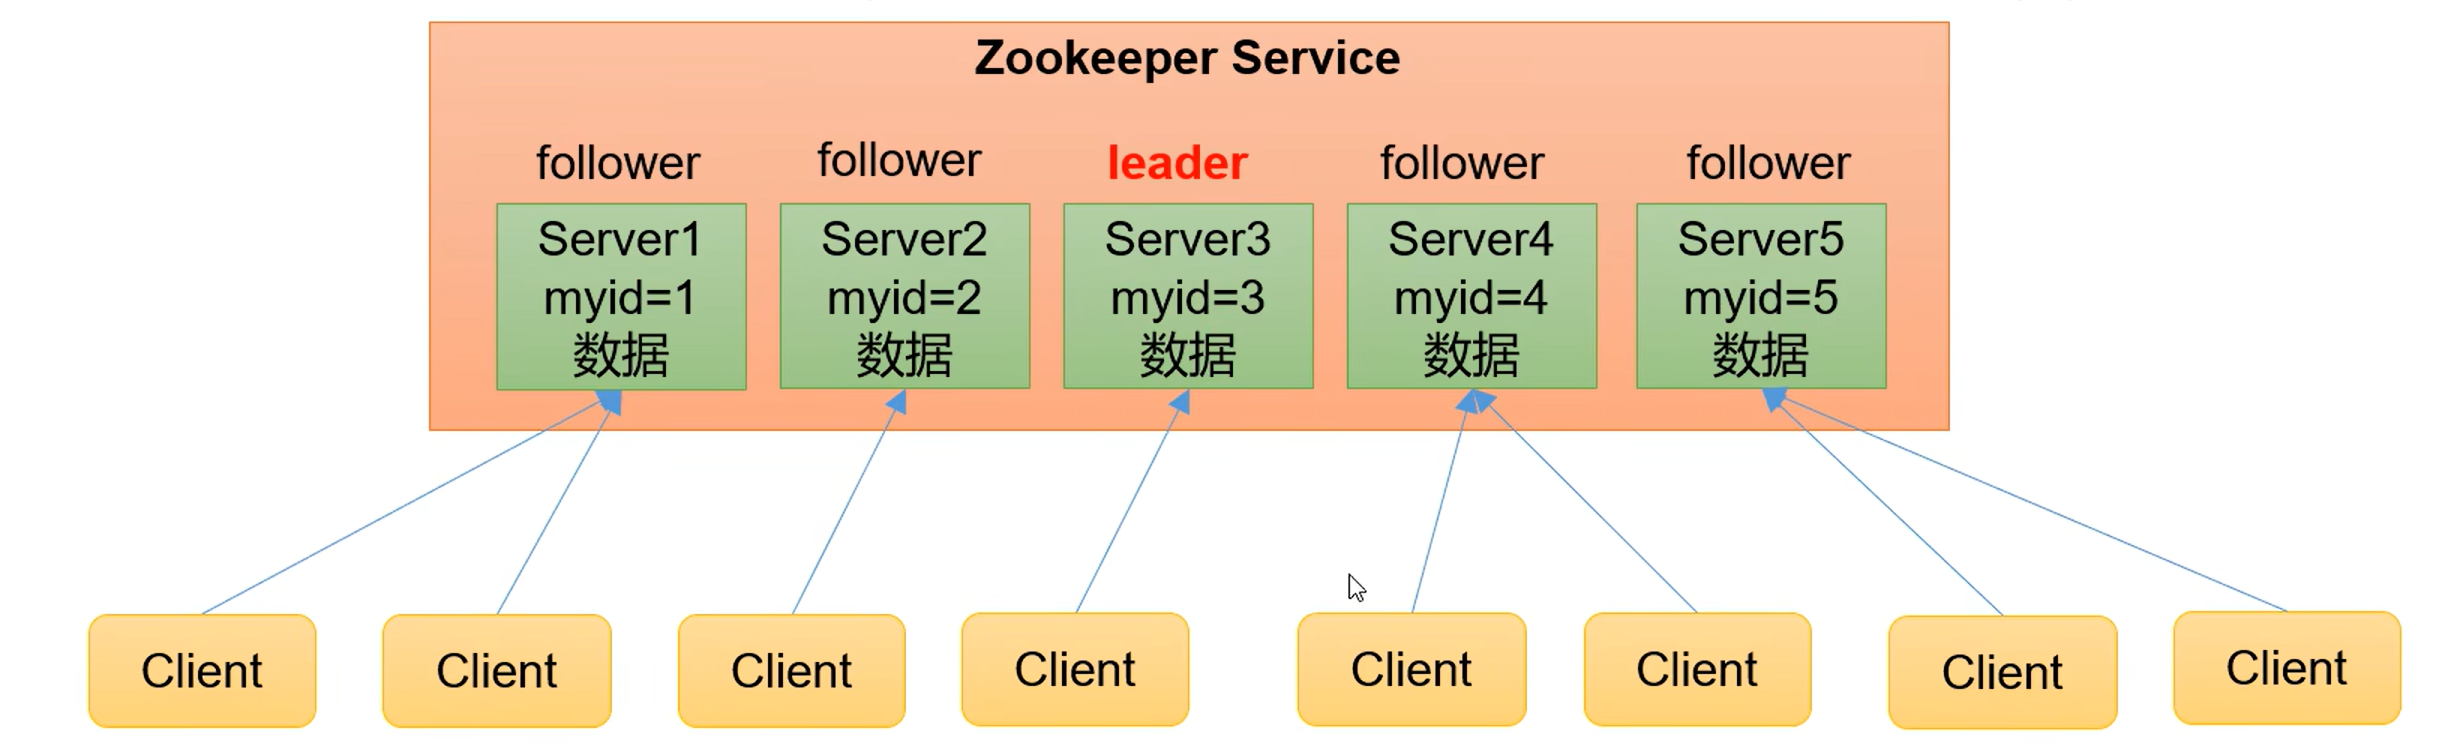 Zookeeper Service
follower
follower
leader
follower
follower
Server1
myid=1
数据
Server2
myid=2
数据
Server3
myid=3
数据
Server4
myid=4
数据
Server5
myid=5
数据
Client
Client
Client
Client
Client
Client
Client
Client